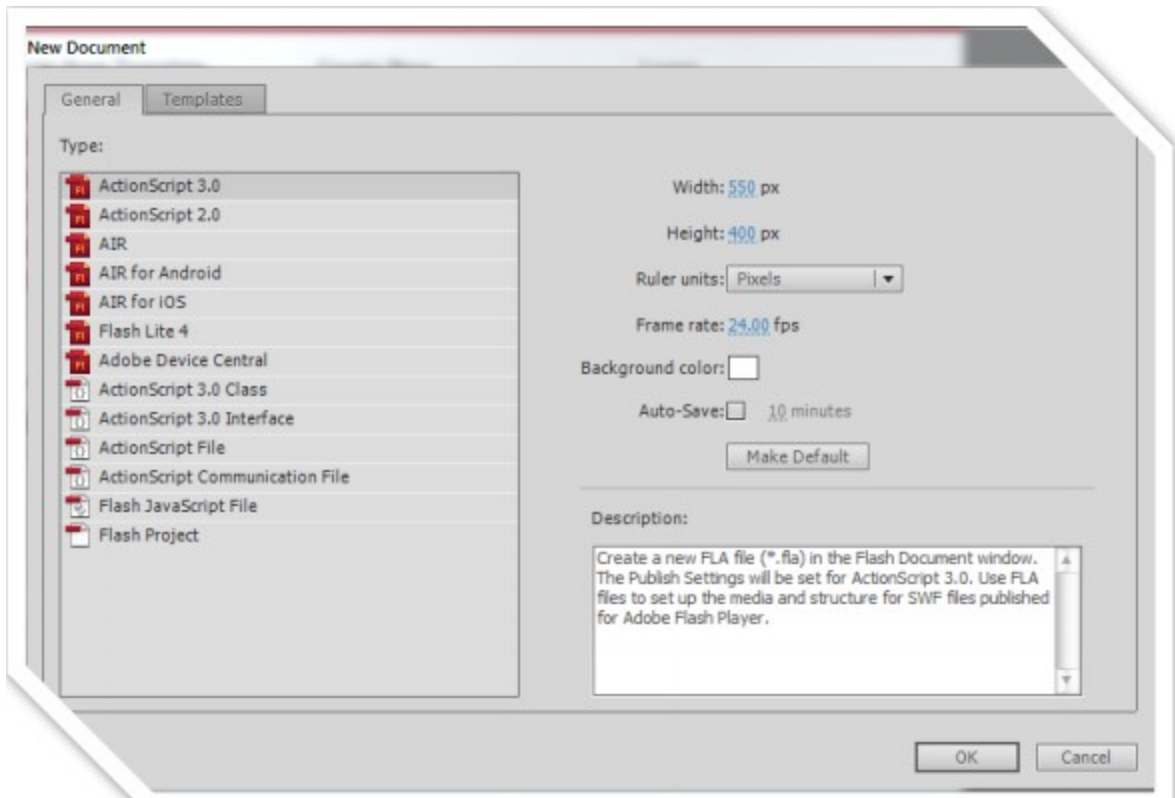 New Document
General
Templates
Type:
ActionScript 3.0
ActionScript 2.0
AIR
AIR for Android
AIR for iOS
Flash Lite 4
Adobe Device Central
ActionScript 3.0 Class
ActionScript 3.0 Interface
ActionScript File
ActionScript Communication File
Flash JavaScript File
Flash Project
Width: 550 px
Height: 400 px
Ruler units: Pixels
Frame rate: 24.00 fps
Background color:
Auto-Save: 10 minutes
Make Default
Description:
Create a new FLA file (*.fla) in the Flash Document window.
The Publish Settings will be set for ActionScript 3.0. Use FLA
files to set up the media and structure for SWF files published
for Adobe Flash Player.
OK
Cancel